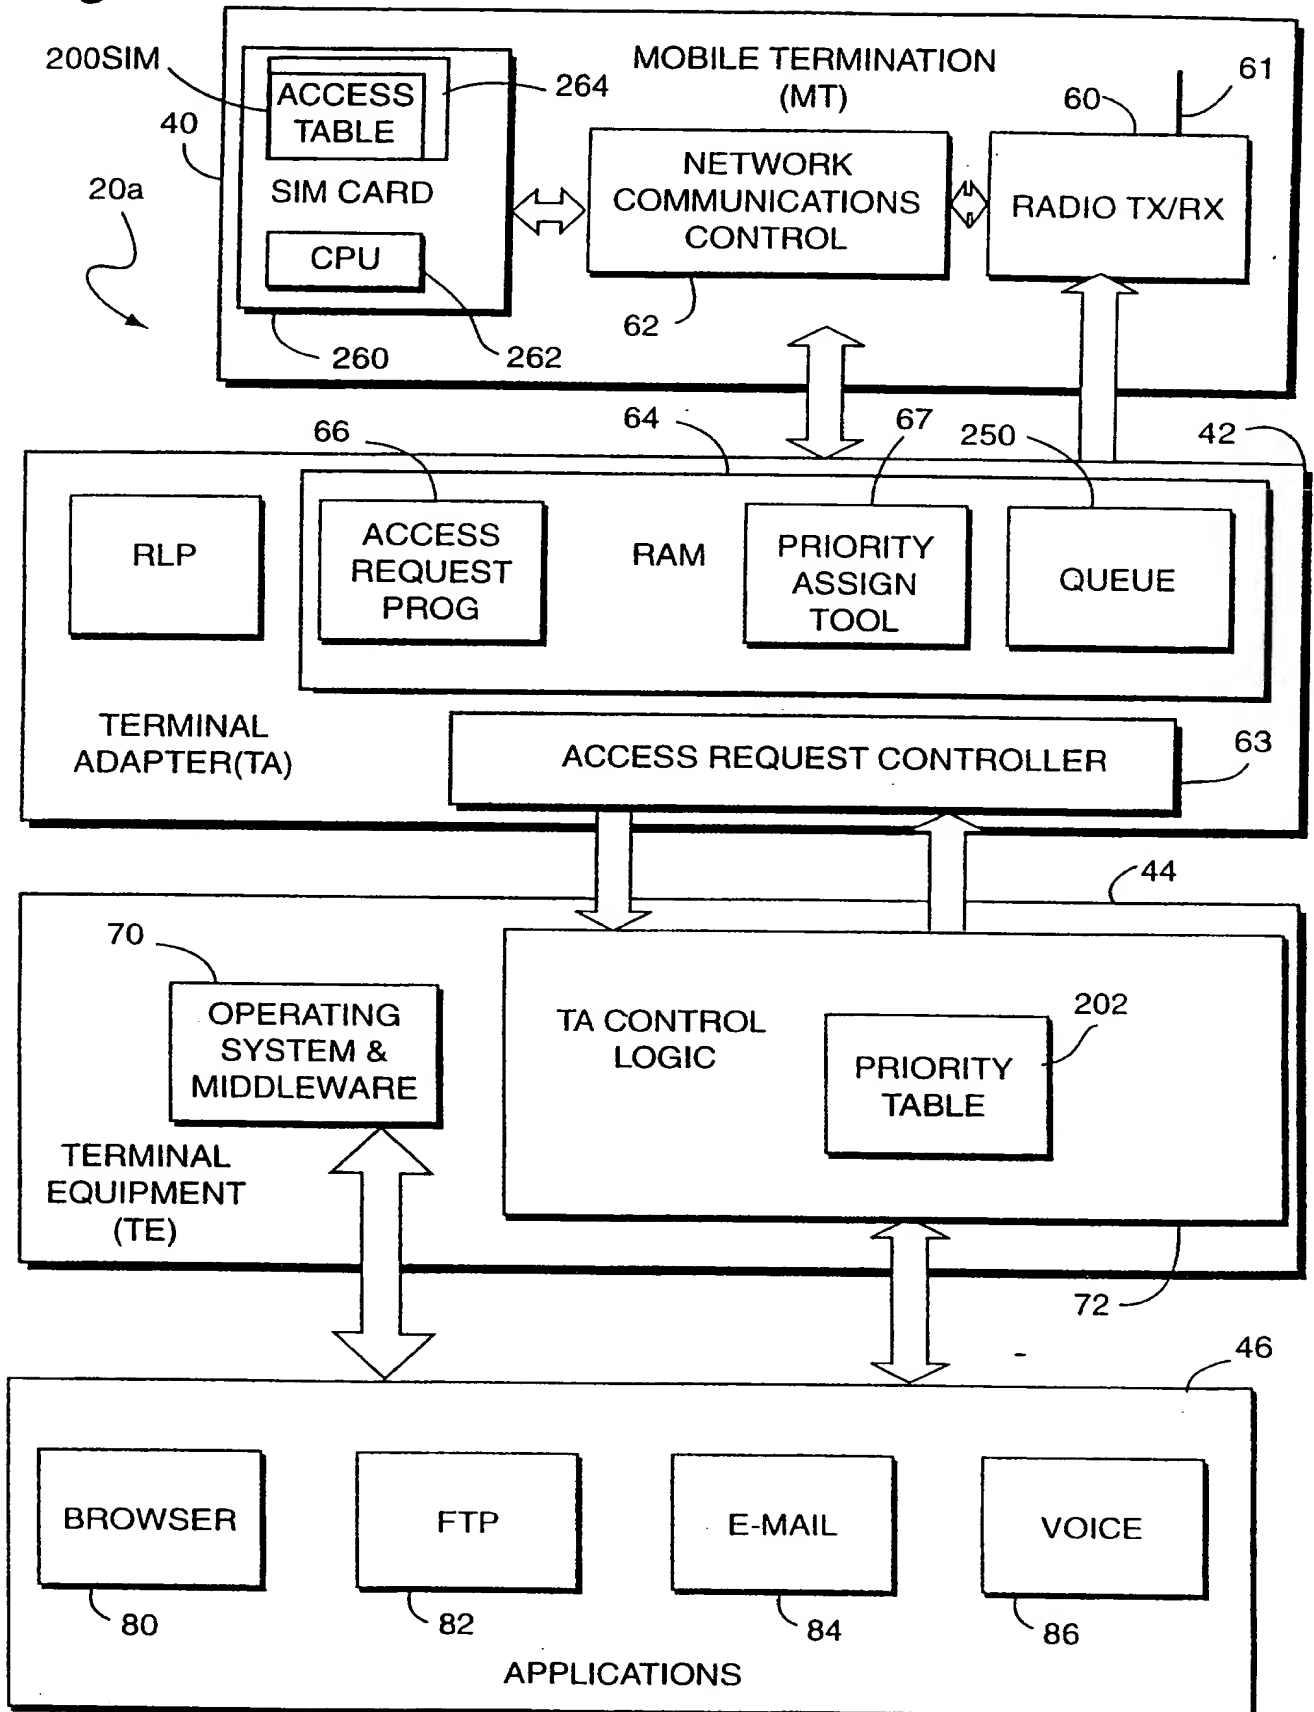 MOBILE TERMINATION
(MT)
200SIM
ACCESS
TABLE
264
40
SIM CARD
CPU
20a
NETWORK
COMMUNICATIONS
CONTROL
60
61
RADIO TX/RX
62
260
262
66
64
67
250
42
RLP
ACCESS
REQUEST
PROG
RAM
PRIORITY
ASSIGN
TOOL
QUEUE
TERMINAL
ADAPTER(TA)
ACCESS REQUEST CONTROLLER
63
44
70
OPERATING
SYSTEM &
MIDDLEWARE
TA CONTROL
LOGIC
202
PRIORITY
TABLE
TERMINAL
EQUIPMENT
(TE)
72
46
BROWSER
FTP
E-MAIL
VOICE
80
82
84
86
APPLICATIONS